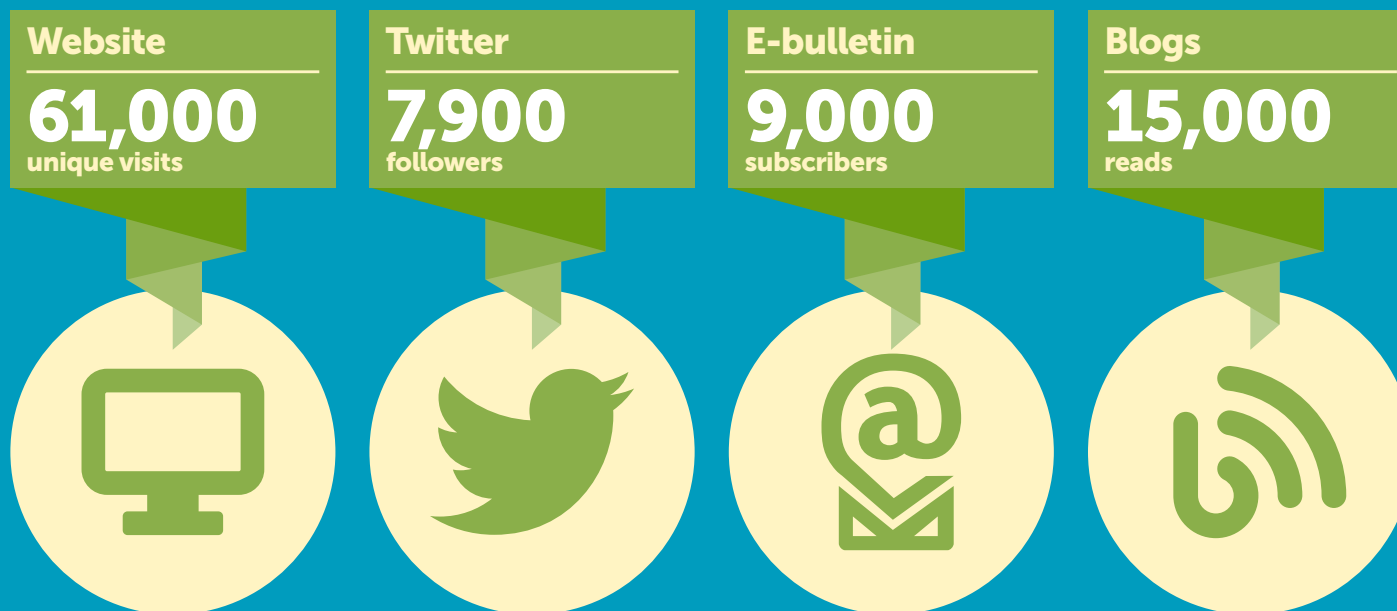 Website
61,000
unique visits
Twitter
7,900
followers
E-bulletin
9,000
subscribers
Blogs
15,000
reads